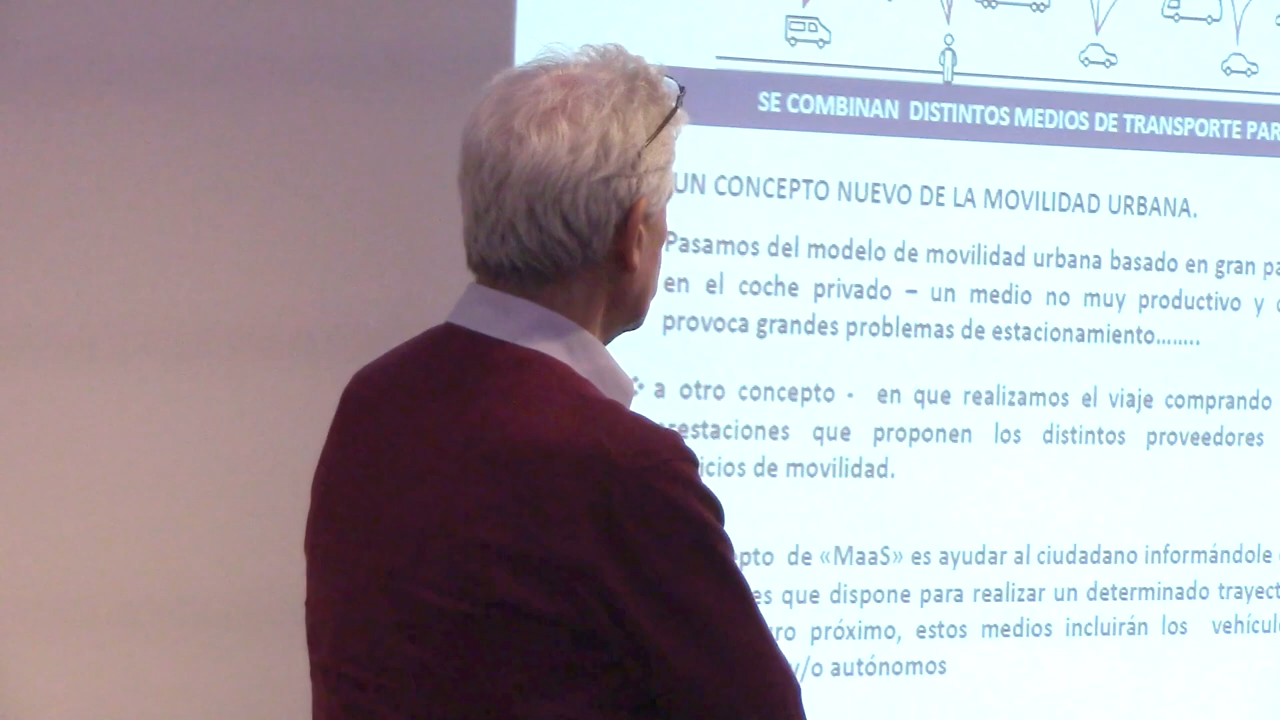 SE COMBINAN DISTINTOS MEDIOS DE TRANSPORTE PAR
UN CONCEPTO NUEVO DE LA MOVILIDAD URBANA.
Pasamos del modelo de movilidad urbana basado en gran pa
en el coche privado – un medio no muy productivo y
provoca grandes problemas de estacionamiento........
a otro concepto - en que realizamos el viaje comprando
restaciones que proponen los distintos proveedores
icios de movilidad.
pto de «MaaS» es ayudar al ciudadano informándole
es que dispone para realizar un determinado trayect
ro próximo, estos medios incluirán los vehícul
y/o autónomos